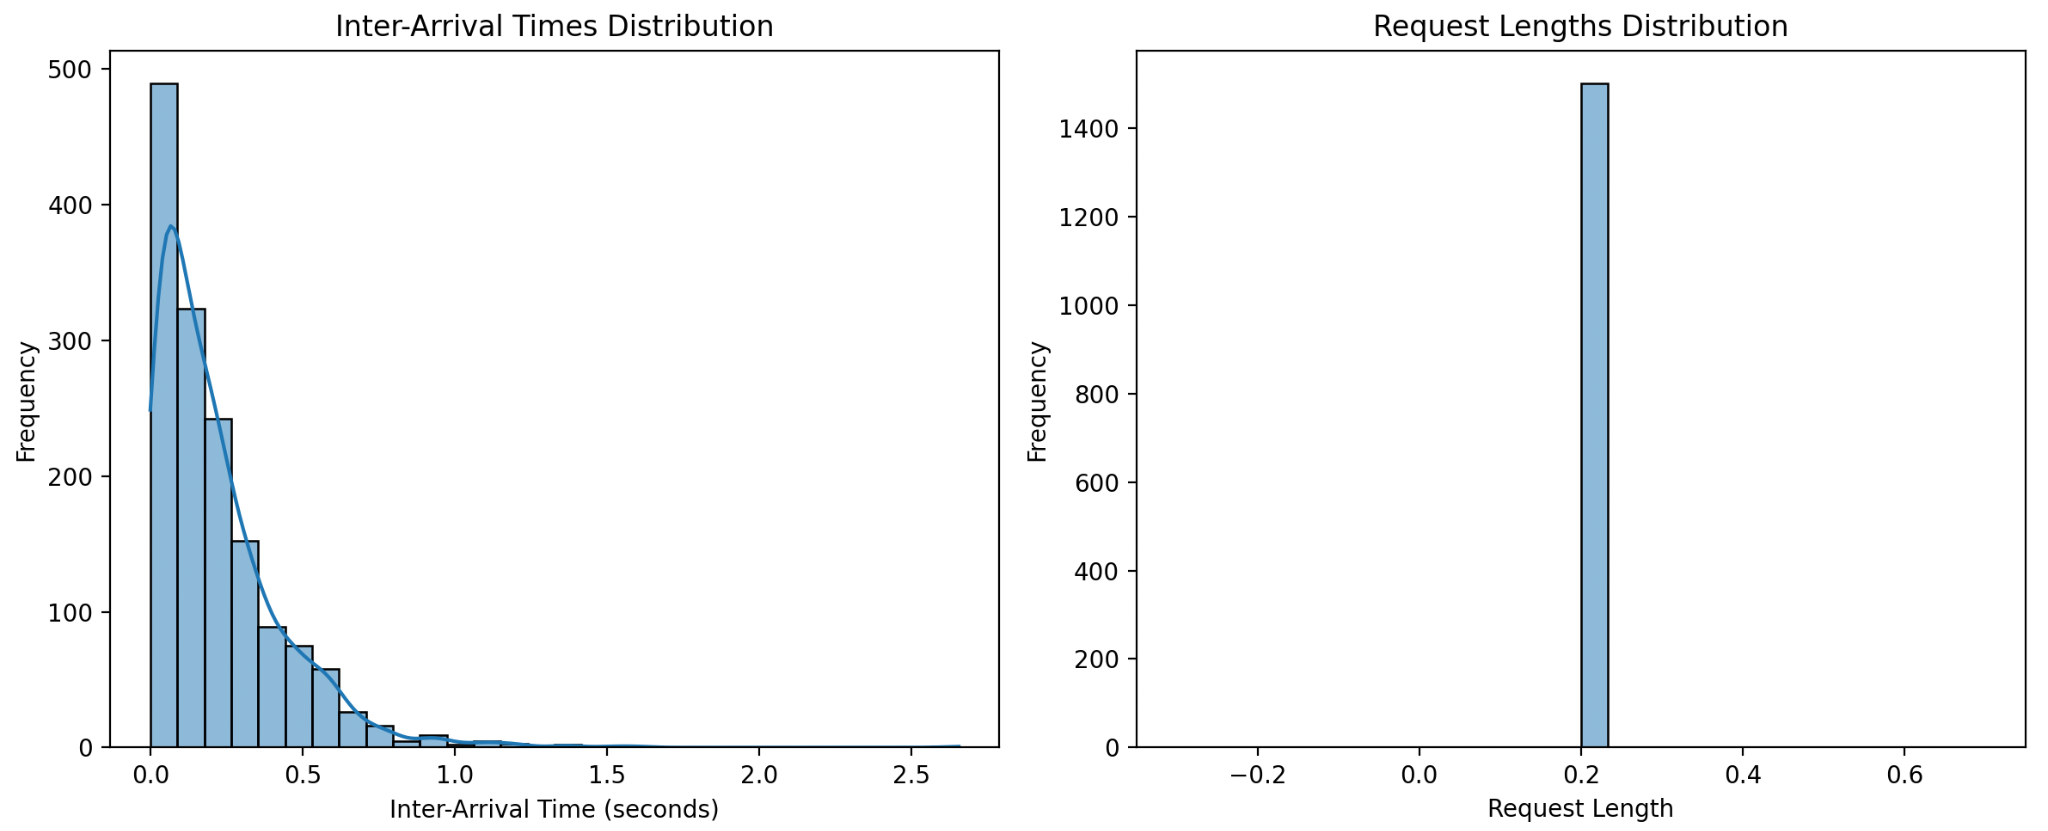 Inter-Arrival Times Distribution
500
400
300
200
100
0
Frequency
0.0 0.5 1.0 1.5 2.0 2.5
Inter-Arrival Time (seconds)
Request Lengths Distribution
1400
1200
1000
800
600
400
200
0
Frequency
−0.2 0.0 0.2 0.4 0.6
Request Length